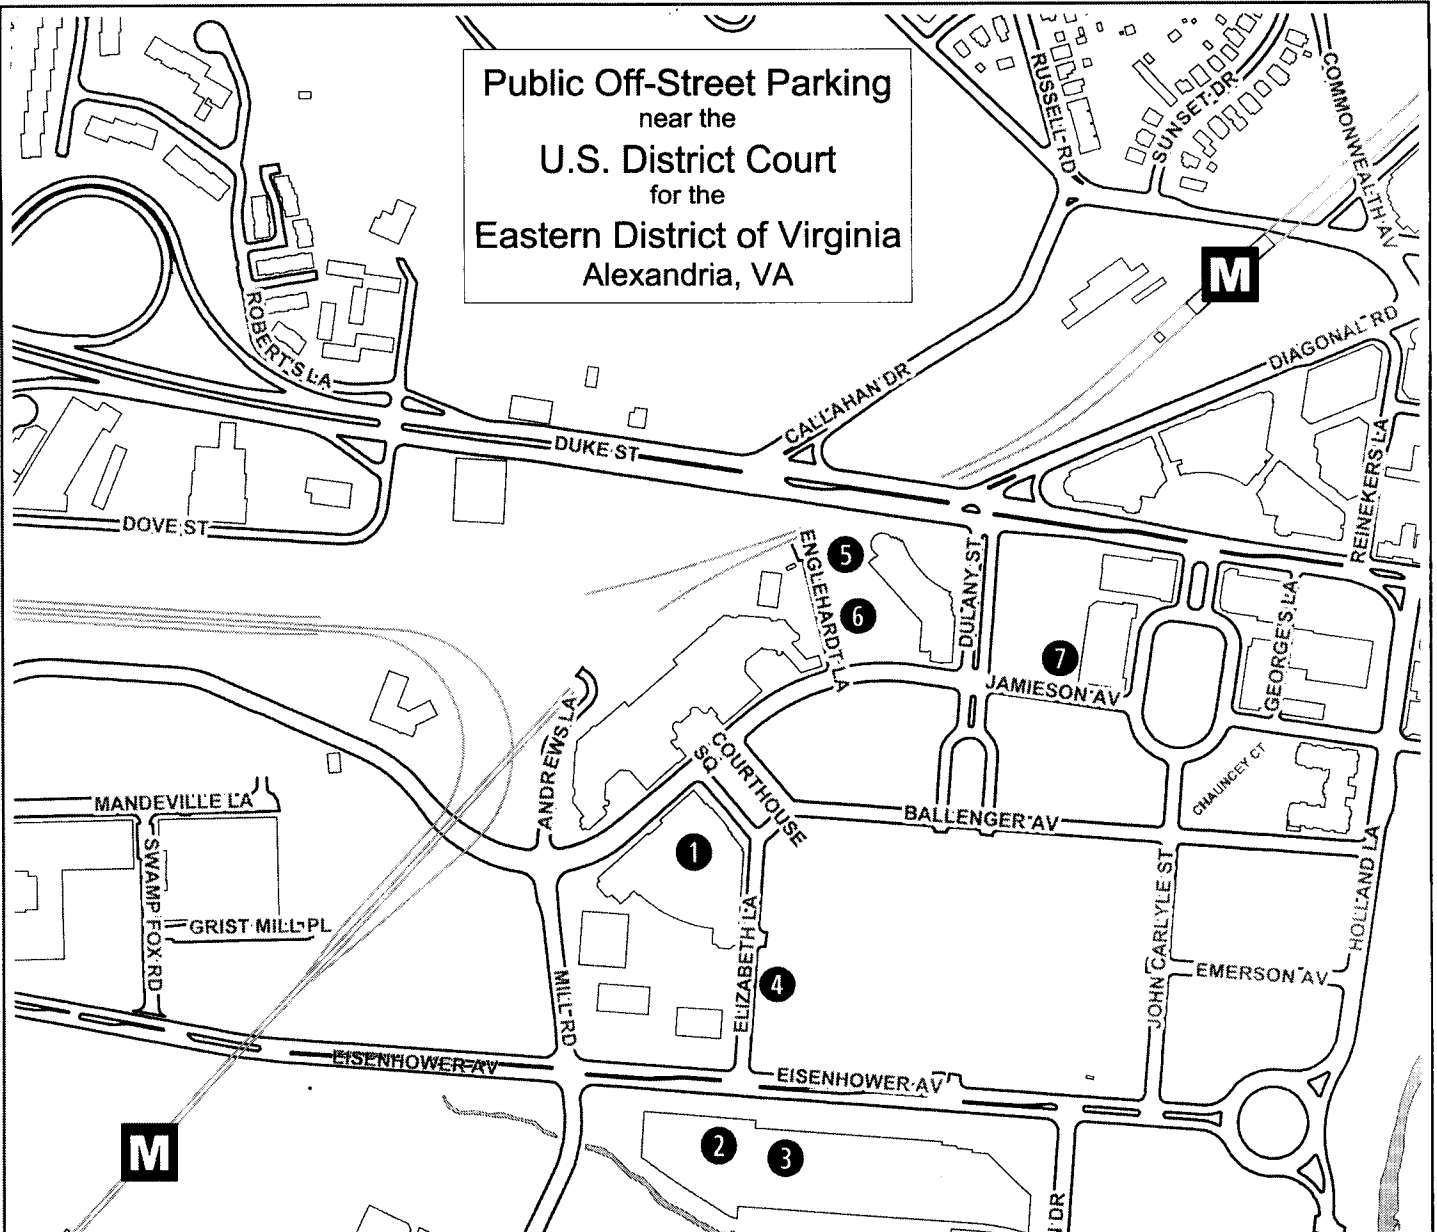 Public Off-Street Parking
near the
U.S. District Court
for the
Eastern District of Virginia
Alexandria, VA
RUSSELL RD
SUNSET DR
COMMONWEALTH AV
M
ROBERT'S LA
CALLAHAN DR
DIAGONAL RD
DUKE ST
REINEKERS LA
DOVE ST
ENGLEHARDT LA
5
DULANY ST
6
GEORGE'S LA
7
JAMIESON AV
ANDREWS LA
COURTHOUSE
SQ
CHAUNCEY CT
MANDEVILLE LA
BALLENGER AV
SWAMP FOX RD
1
JOHN CARLYLE ST
HOLLAND LA
GRIST MILL PL
ELIZABETH LA
4
EMERSON AV
MILL RD
EISENHOWER AV
EISENHOWER AV
M
2
3
DR